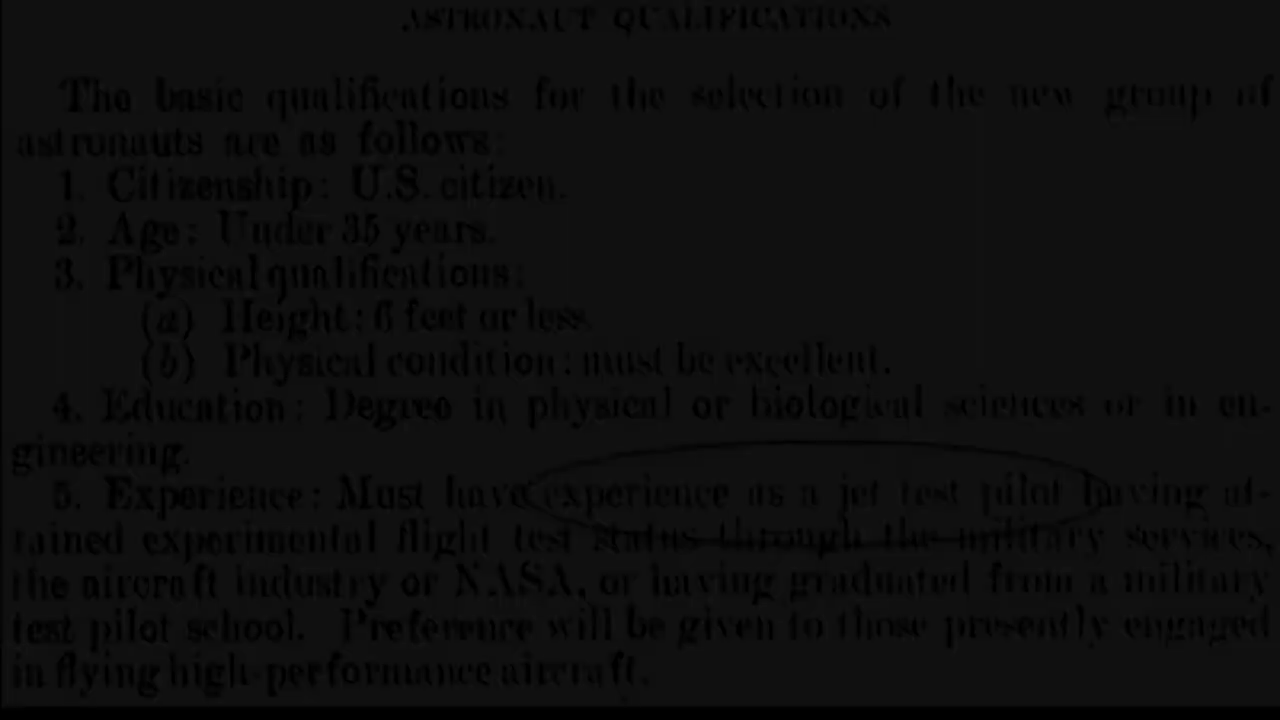 ASTRONAUT QUALIFICATIONS
The basic qualifications for the selection of the new group of
astronauts are as follows:
1. Citizenship: U.S. citizen.
2. Age: Under 35 years.
3. Physical qualifications:
(a) Height: 6 feet or less.
(b) Physical condition: must be excellent.
4. Education: Degree in physical or biological sciences or in en-
gineering.
5. Experience: Must have experience as a jet test pilot having at-
tained experimental flight test status through the military services,
the aircraft industry or NASA, or having graduated from a military
test pilot school. Preference will be given to those presently engaged
in flying high-performance aircraft.